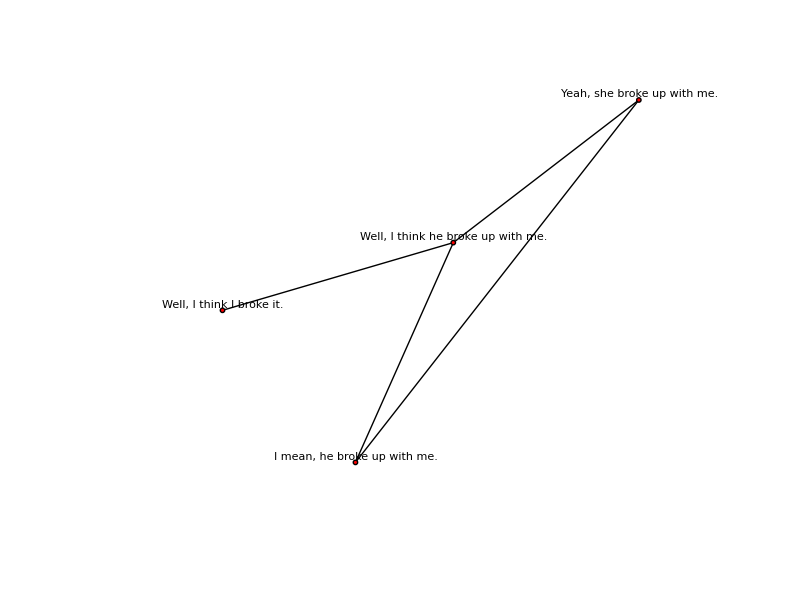 Yeah, she broke up with me.
Well, I think he broke up with me.
Well, I think I broke it.
I mean, he broke up with me.